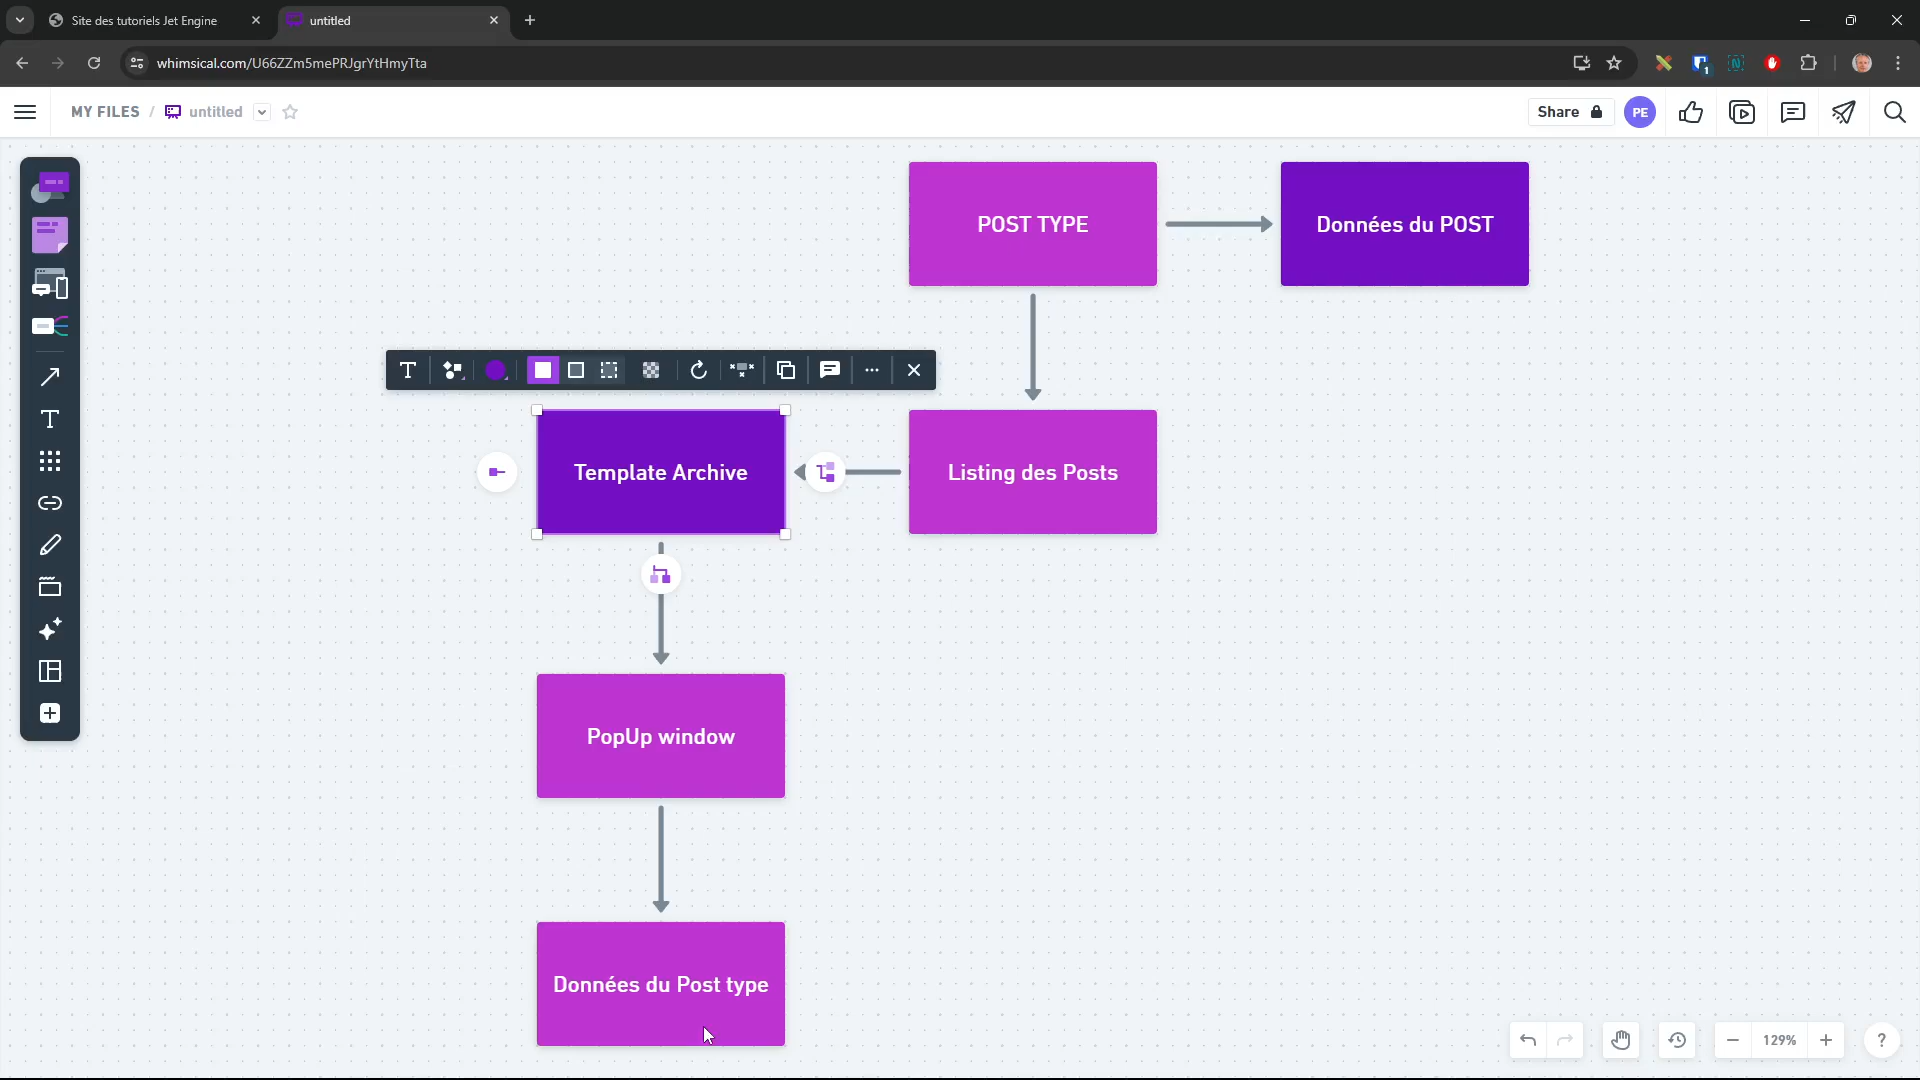 Site des tutoriels Jet Engine
untitled
whimsical.com/U66ZZm5mePRJgrYtHmyTta
1
MY FILES / untitled
Share
PE
POST TYPE
Données du POST
T
Template Archive
Listing des Posts
T
PopUp window
Données du Post type
129%
?